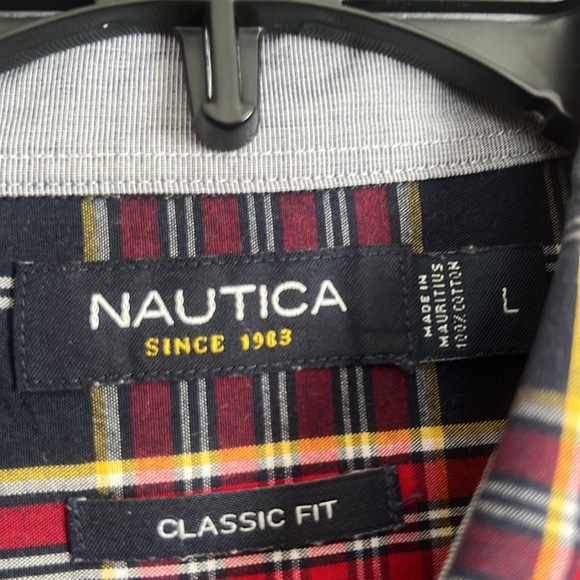 NAUTICA
SINCE 1983
MADE IN
MAURITIUS
100% COTTON
L
CLASSIC FIT